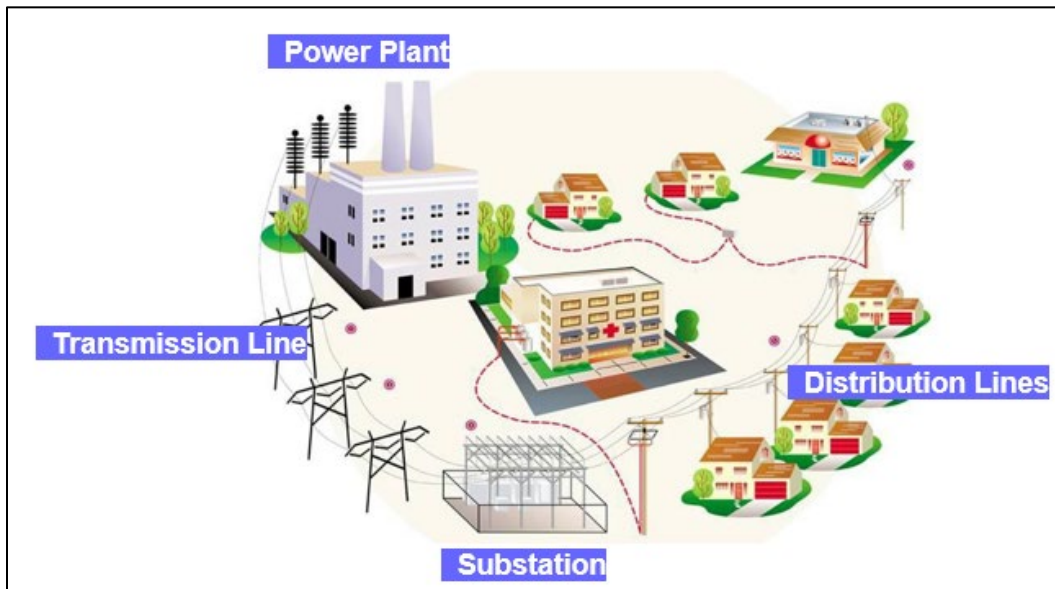 Power Plant
Transmission Line
Distribution Lines
Substation